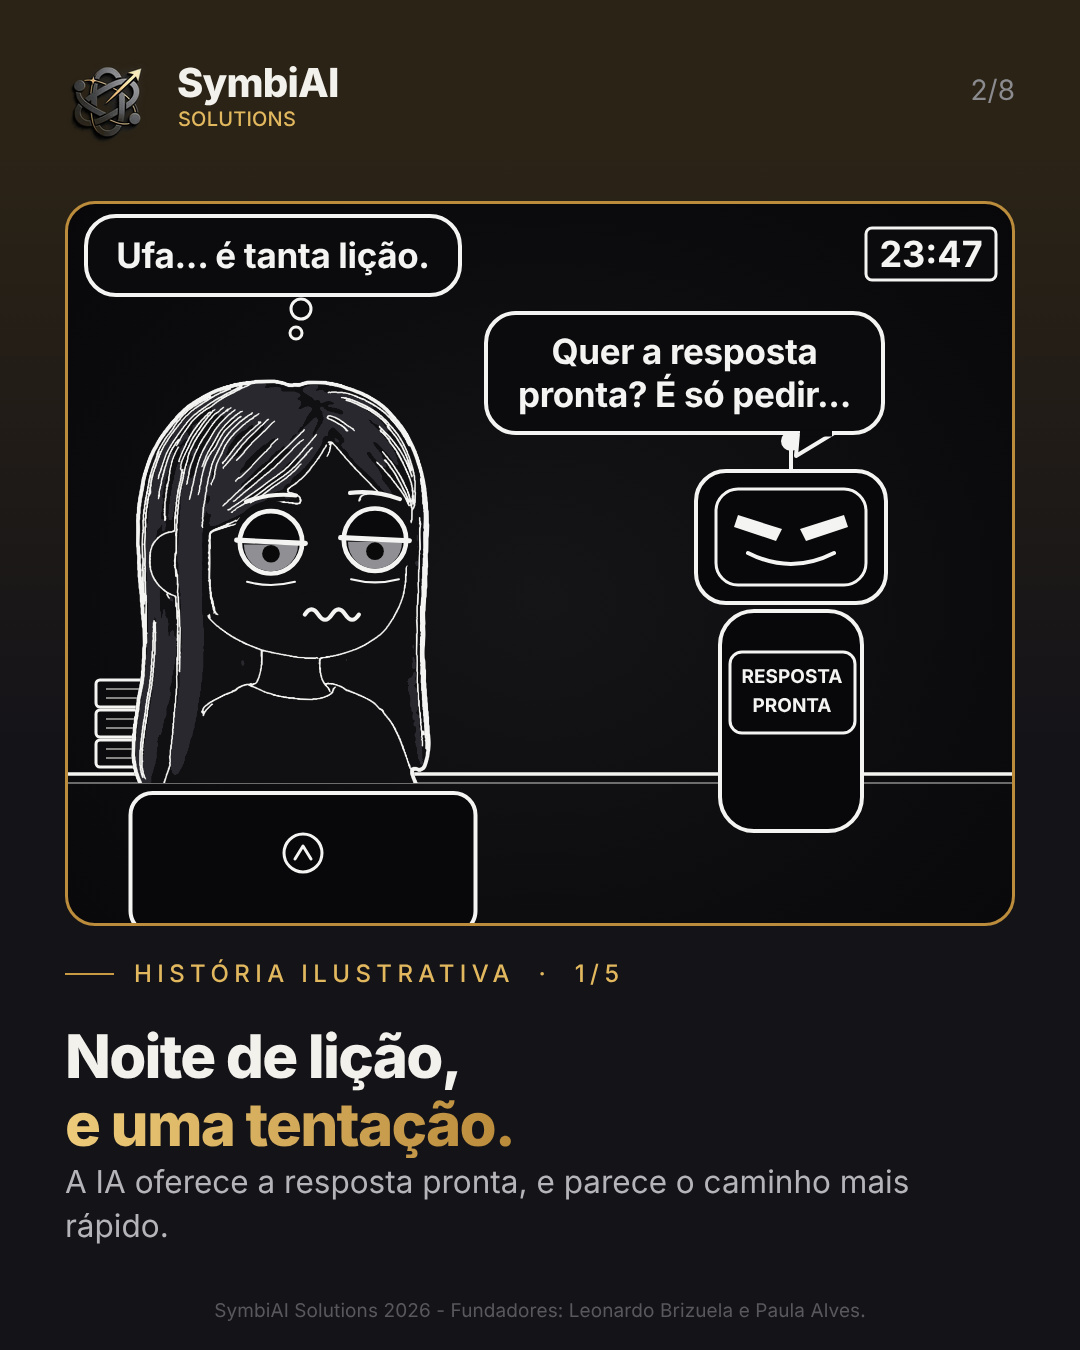 SymbiAI
SOLUTIONS
2/8
Ufa... é tanta lição.
23:47
Quer a resposta
pronta? É só pedir...
RESPOSTA
PRONTA
HISTÓRIA ILUSTRATIVA · 1/5
Noite de lição,
e uma tentação.
A IA oferece a resposta pronta, e parece o caminho mais
rápido.
SymbiAI Solutions 2026 - Fundadores: Leonardo Brizuela e Paula Alves.